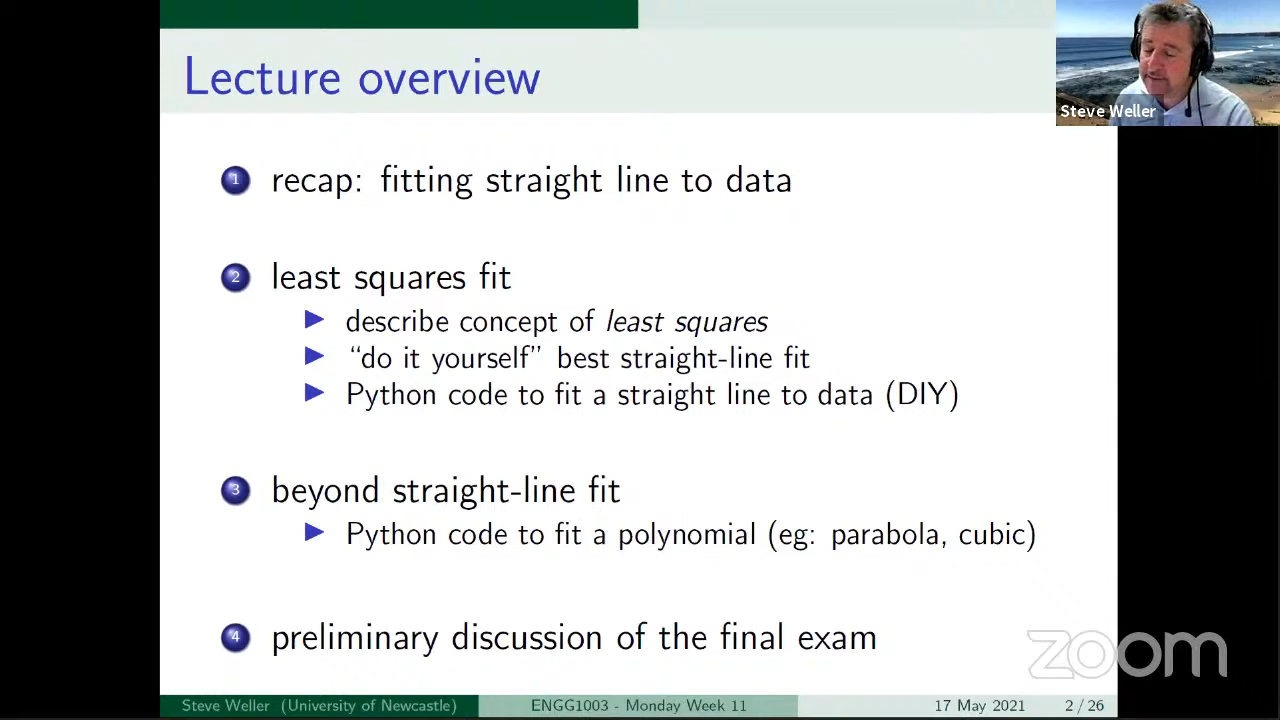 Lecture overview
Steve Weller
1 recap: fitting straight line to data
2 least squares fit
▶ describe concept of least squares
▶ “do it yourself” best straight-line fit
▶ Python code to fit a straight line to data (DIY)
3 beyond straight-line fit
▶ Python code to fit a polynomial (eg: parabola, cubic)
4 preliminary discussion of the final exam
zoom
Steve Weller (University of Newcastle) ENGG1003 - Monday Week 11 17 May 2021 2 / 26